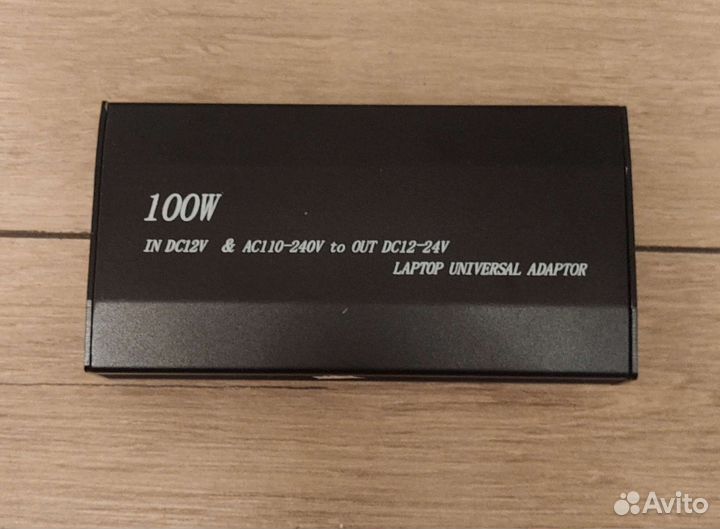 100W
IN DC12V & AC110-240V to OUT DC12-24V
LAPTOP UNIVERSAL ADAPTOR
Avito